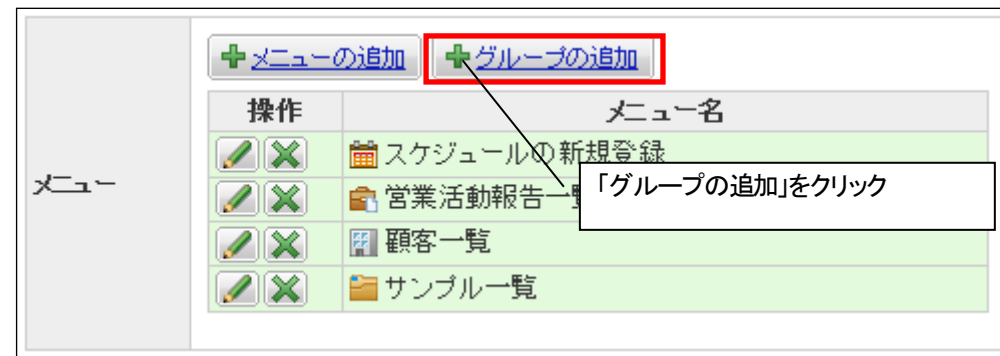 メニューの追加 グループの追加
操作 メニュー名
スケジュールの新規登録
メニュー
営業活動報告一覧
「グループの追加」をクリック
顧客一覧
サンプル一覧